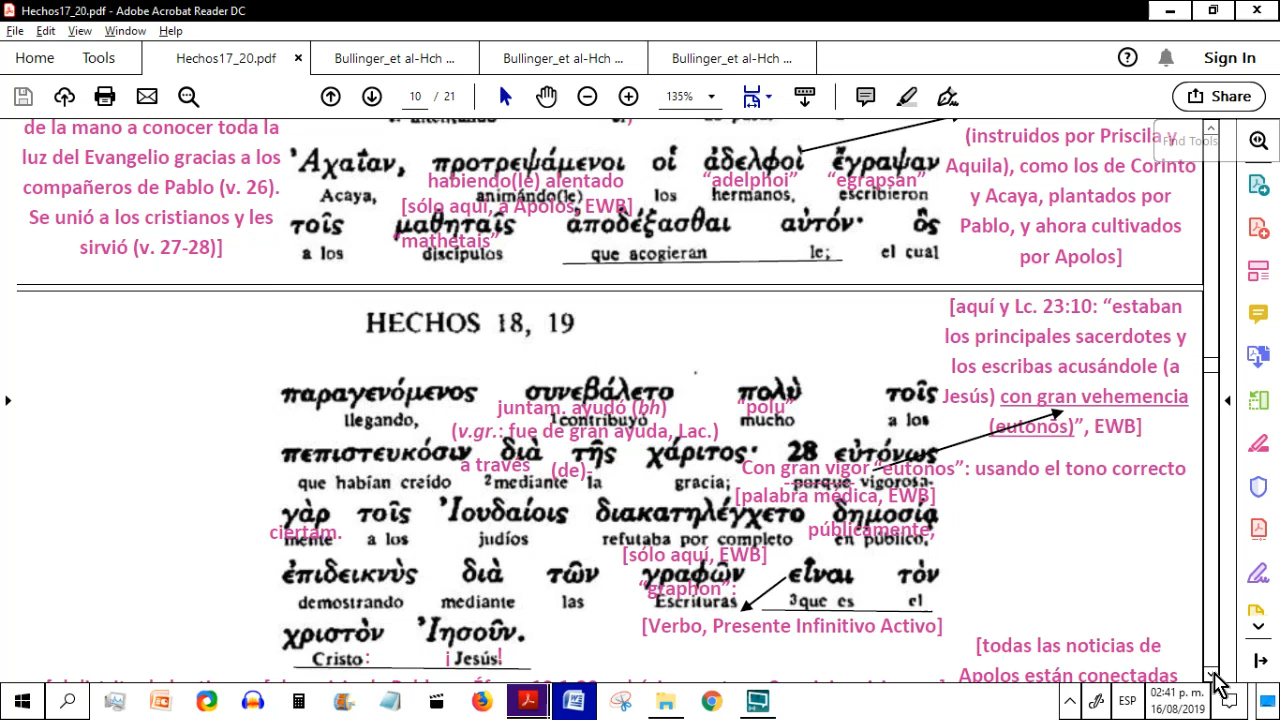 Hechos17_20.pdf - Adobe Acrobat Reader DC
File Edit View Window Help
Home Tools Hechos17_20.pdf × Bullinger_et al-Hch ... Bullinger_et al-Hch ... Bullinger_et al-Hch ... Sign In
10 / 21 135% Share
Find Tools
de la mano a conocer toda la
luz del Evangelio gracias a los
compañeros de Pablo (v. 26).
Se unió a los cristianos y les
sirvió (v. 27-28)]
Ἀχαΐαν, προτρεψάμενοι οἱ ἀδελφοὶ ἔγραψαν
habiendo(le) alentado “adelphoi” “egrapsan”
Acaya, animándo(le) los hermanos, escribieron
[sólo aquí, a Apolos, EWB]
τοῖς μαθηταῖς ἀποδέξασθαι αὐτόν· ὃς
“mathetais”
a los discípulos que acogieran le; el cual
(instruidos por Priscila y
Aquila), como los de Corinto
y Acaya, plantados por
Pablo, y ahora cultivados
por Apolos]
HECHOS 18, 19
[aquí y Lc. 23:10: “estaban
los principales sacerdotes y
los escribas acusándole (a
Jesús) con gran vehemencia
(eutonōs)”, EWB]
παραγενόμενος συνεβάλετο πολὺ τοῖς
juntam. ayudó (bh) “polu”
llegando, 1contribuyó mucho a los
(v.gr.: fue de gran ayuda, Lac.)
πεπιστευκόσιν διὰ τῆς χάριτος· 28 εὐτόνως
a través (de)- Con gran vigor “eutonos”: usando el tono correcto
que habían creído 2mediante la gracia; porque vigorosa-
[palabra médica, EWB]
γὰρ τοῖς Ἰουδαίοις διακατηλέγχετο δημοσίᾳ
ciertam. públicamente,
mente a los judíos refutaba por completo en público,
[sólo aquí, EWB]
ἐπιδεικνὺς διὰ τῶν γραφῶν εἶναι τὸν
“graphon”:
demostrando mediante las Escrituras 3que es el
[Verbo, Presente Infinitivo Activo]
χριστὸν Ἰησοῦν.
Cristo: ¡Jesús!
[todas las noticias de
Apolos están conectadas
ESP 02:41 p. m.
16/08/2019